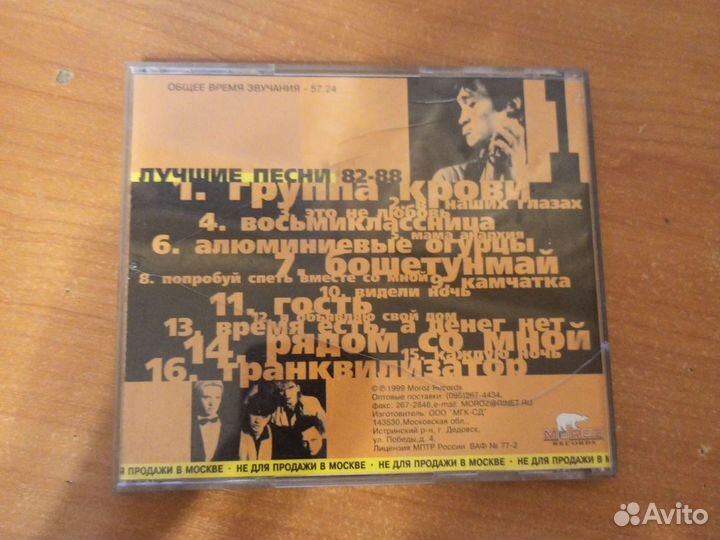 ОБЩЕЕ ВРЕМЯ ЗВУЧАНИЯ - 57.24
1
ЛУЧШИЕ ПЕСНИ 82-88
1. группа крови
2. в наших глазах
3. это не любовь
4. восьмиклассница
мама анархия
6. алюминиевые огурцы
7. бошетунмай
8. попробуй спеть вместе со мной
9. камчатка
10. видели ночь
11. гость
12. я объявляю свой дом
13. время есть, а денег нет
14. рядом со мной
15. каждую ночь
16. транквилизатор
©℗1999 Moroz Records
Оптовые поставки: (095)267-4434,
факс: 267-2848,e-mail: MOROZ@RINET.RU
Изготовитель: ООО "МГК-СД"
143530,Московская обл.,
Истринский р-н, г. Дедовск,
ул. Победы,д. 4,
Лицензия МПТР России ВАФ № 77-2
MOROZ
RECORDS
ЛЯ ПРОДАЖИ В МОСКВЕ · НЕ ДЛЯ ПРОДАЖИ В МОСКВЕ · НЕ ДЛЯ ПРОДАЖИ В МОСКВЕ · НЕ ДЛЯ ПРОДАЖИ В М
Avito